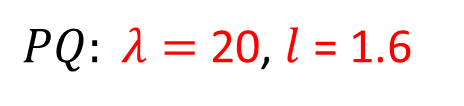 PQ: λ = 20, l = 1.6